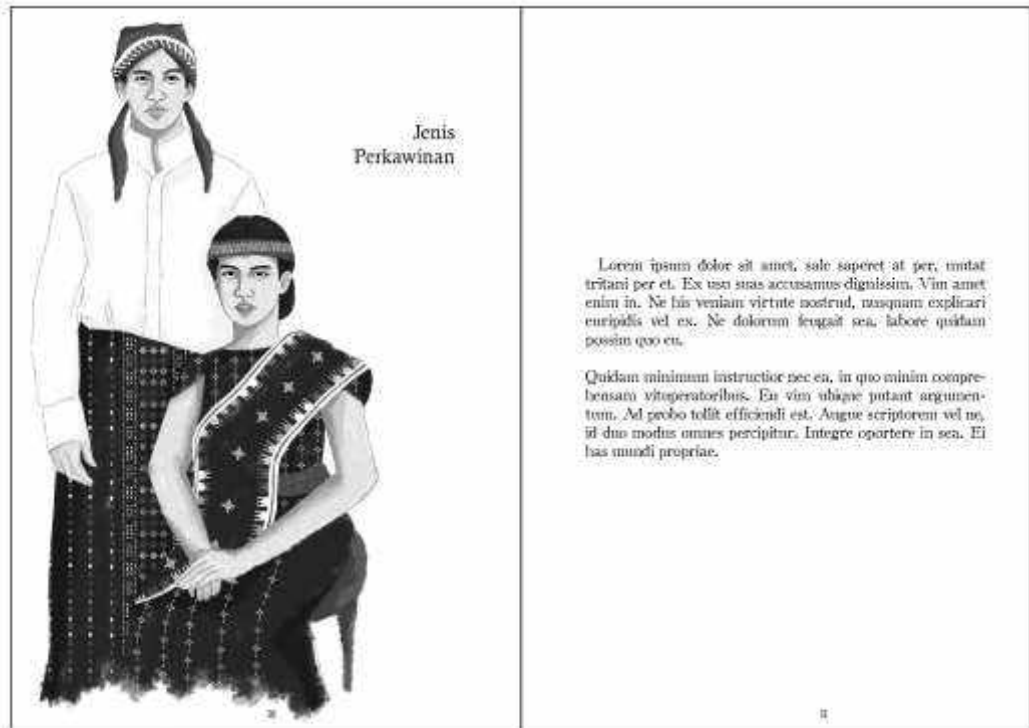 Jenis
Perkawinan
Lorem ipsum dolor sit amet, sale saperet at per, mutat
tritani per et. Ex usu suas accusamus dignissim. Vim amet
enim in. Ne his veniam virtute nostrud, nusquam explicari
euripidis vel ex. Ne dolorum feugait sea, labore quidam
possim quo eu.
Quidam minimum instructior nec ea, in quo minim compre-
hensam vituperatoribus. Eu vim ubique putant argumen-
tum. Ad probo tollit efficiendi est. Augue scriptorem vel ne,
id duo modus omnes percipitur. Integre oportere in sea. Ei
has mundi propriae.